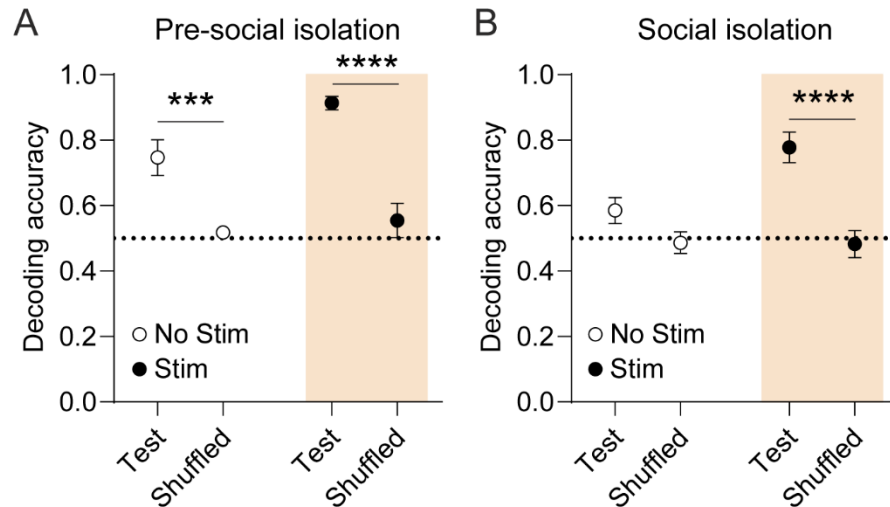 A
Pre-social isolation
Decoding accuracy
1.0
0.8
0.6
0.4
0.2
0.0
***
****
No Stim
Stim
Test
Shuffled
Test
Shuffled
B
Social isolation
Decoding accuracy
1.0
0.8
0.6
0.4
0.2
0.0
****
No Stim
Stim
Test
Shuffled
Test
Shuffled